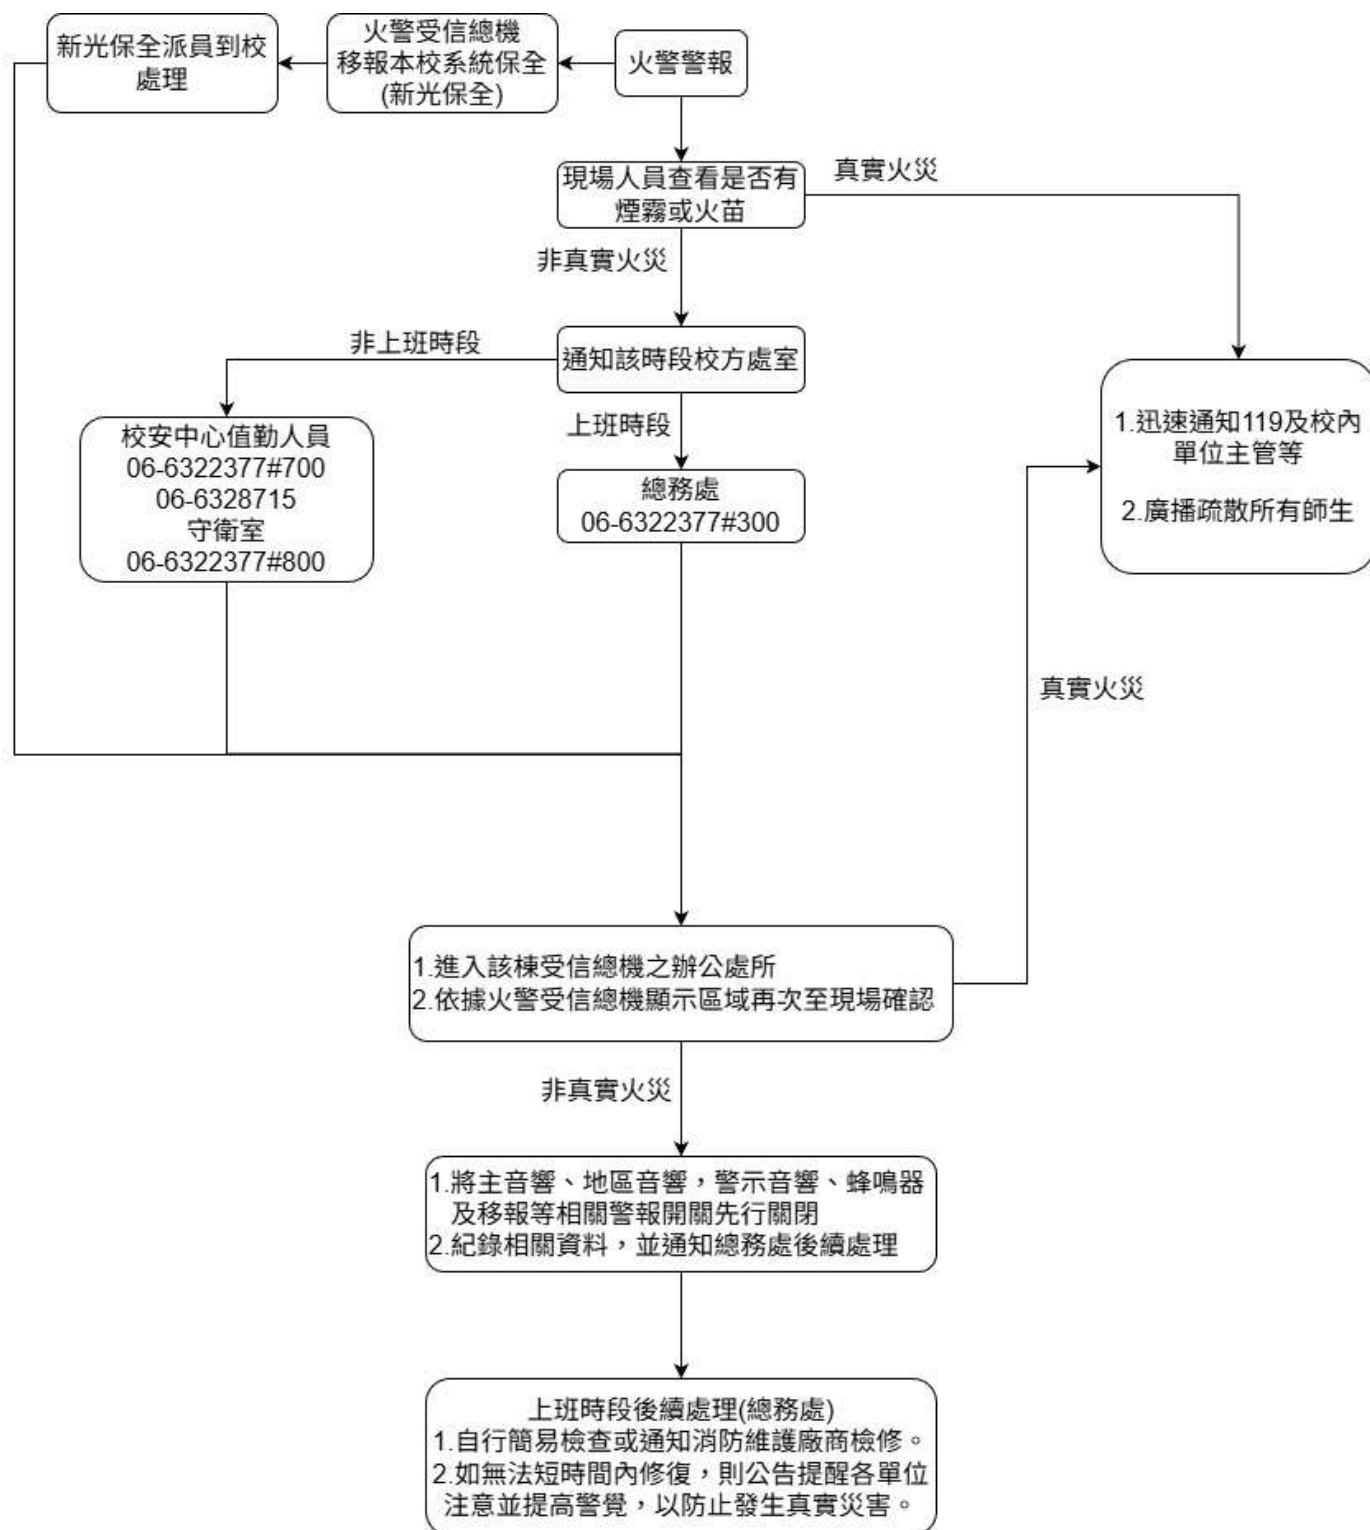 新光保全派員到校
處理
火警受信總機
移報本校系統保全
(新光保全)
火警警報
現場人員查看是否有
煙霧或火苗
真實火災
非真實火災
通知該時段校方處室
非上班時段
上班時段
校安中心值勤人員
06-6322377#700
06-6328715
守衛室
06-6322377#800
總務處
06-6322377#300
1.迅速通知119及校內
單位主管等
2.廣播疏散所有師生
真實火災
1.進入該棟受信總機之辦公處所
2.依據火警受信總機顯示區域再次至現場確認
非真實火災
1.將主音響、地區音響，警示音響、蜂鳴器
及移報等相關警報開關先行關閉
2.紀錄相關資料，並通知總務處後續處理
上班時段後續處理(總務處)
1.自行簡易檢查或通知消防維護廠商檢修。
2.如無法短時間內修復，則公告提醒各單位
注意並提高警覺，以防止發生真實災害。